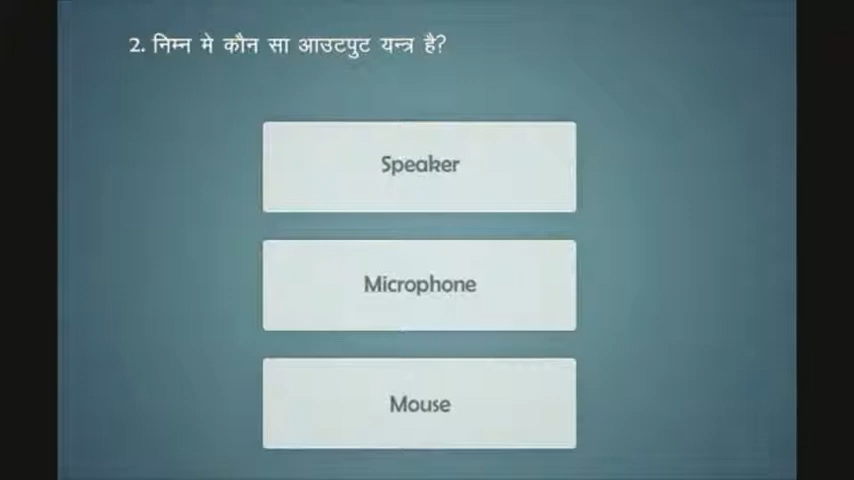 2. निम्न मे कौन सा आउटपुट यन्त्र है?
Speaker
Microphone
Mouse